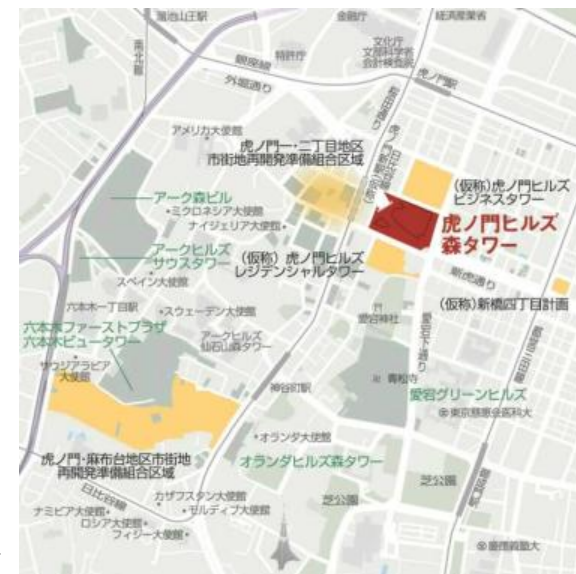 溜池山王駅
金融庁
経済産業省
南北線
文化庁
文部科学省
会計検査院
特許庁
銀座線
外堀通り
虎ノ門駅
桜田通り
アメリカ大使館
虎ノ門一・二丁目地区
市街地再開発準備組合区域
(仮称)虎ノ門ヒルズ
ビジネスタワー
アーク森ビル
ミクロネシア大使館
ナイジェリア大使館
虎ノ門ヒルズ
森タワー
アークヒルズ
サウスタワー
(仮称) 虎ノ門ヒルズ
レジデンシャルタワー
スペイン大使館
新虎通り
六本木一丁目駅
スウェーデン大使館
愛宕神社
愛宕下通り
(仮称)新橋四丁目計画
六本木ファーストプラザ
六本木ビュータワー
アークヒルズ
仙石山森タワー
サウジアラビア
大使館
神谷町駅
青松寺
愛宕グリーンヒルズ
東京慈恵会医科大
オランダ大使館
虎ノ門・麻布台地区市街地
再開発準備組合区域
オランダヒルズ森タワー
芝公園
日比谷線
カザフスタン大使館
ナミビア大使館
モルディブ大使館
芝公園
ロシア大使館
フィジー大使館
慶應義塾大